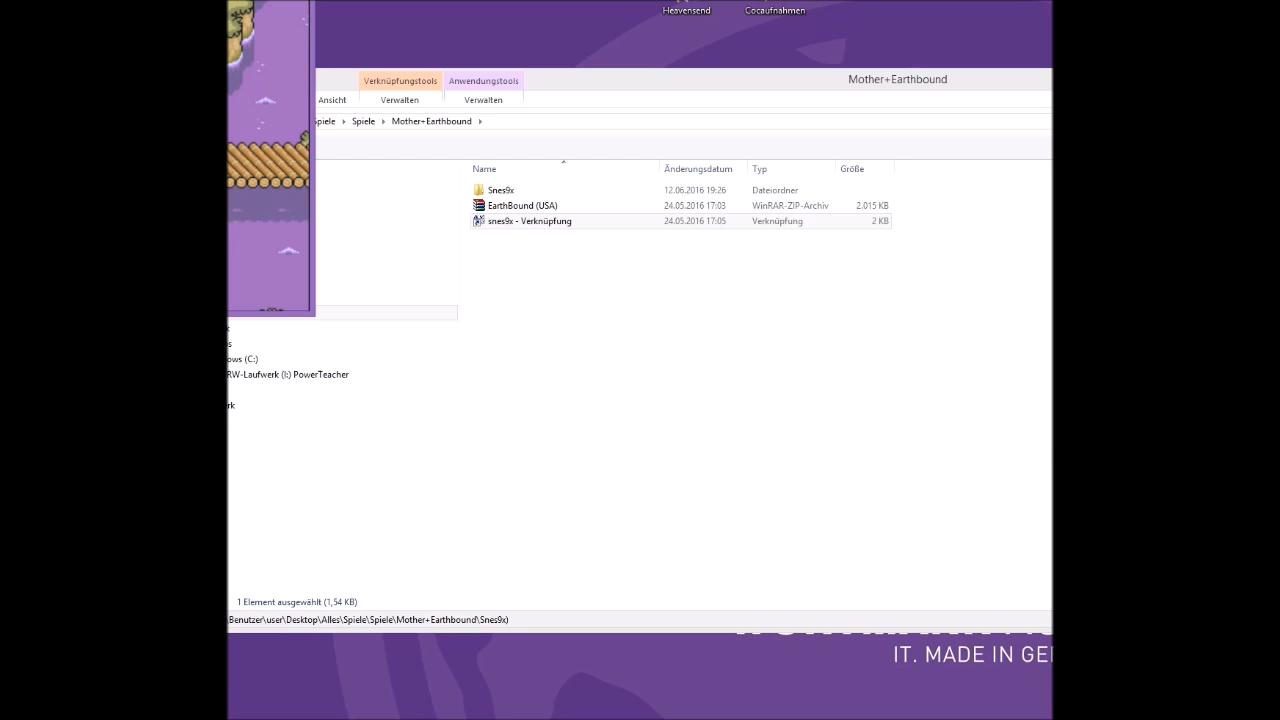 Heavensend Cocaufnahmen
Verknüpfungstools Anwendungstools Mother+Earthbound
Ansicht Verwalten Verwalten
Spiele Spiele Mother+Earthbound
Name Änderungsdatum Typ Größe
Snes9x 12.06.2016 19:26 Dateiordner
EarthBound (USA) 24.05.2016 17:03 WinRAR-ZIP-Archiv 2.015 KB
snes9x - Verknüpfung 24.05.2016 17:05 Verknüpfung 2 KB
ows (C:)
RW-Laufwerk (I:) PowerTeacher
rk
1 Element ausgewählt (1,54 KB)
\Benutzer\user\Desktop\Alles\Spiele\Spiele\Mother+Earthbound\Snes9x)
IT. MADE IN GE